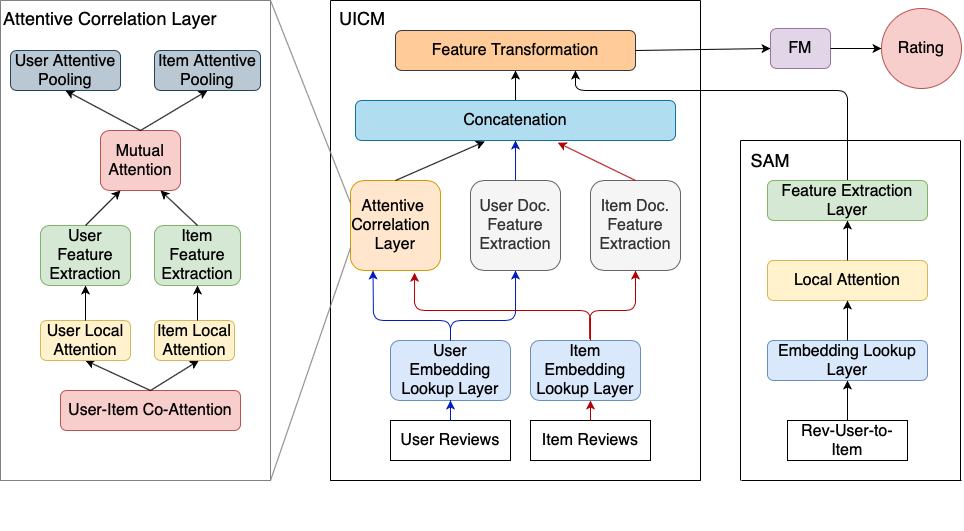 Attentive Correlation Layer
User Attentive
Pooling
Item Attentive
Pooling
Mutual
Attention
User
Feature
Extraction
Item
Feature
Extraction
User Local
Attention
Item Local
Attention
User-Item Co-Attention
UICM
Feature Transformation
FM
Rating
Concatenation
Attentive
Correlation
Layer
User Doc.
Feature
Extraction
Item Doc.
Feature
Extraction
User
Embedding
Lookup Layer
Item
Embedding
Lookup Layer
User Reviews
Item Reviews
SAM
Feature Extraction
Layer
Local Attention
Embedding Lookup
Layer
Rev-User-to-
Item